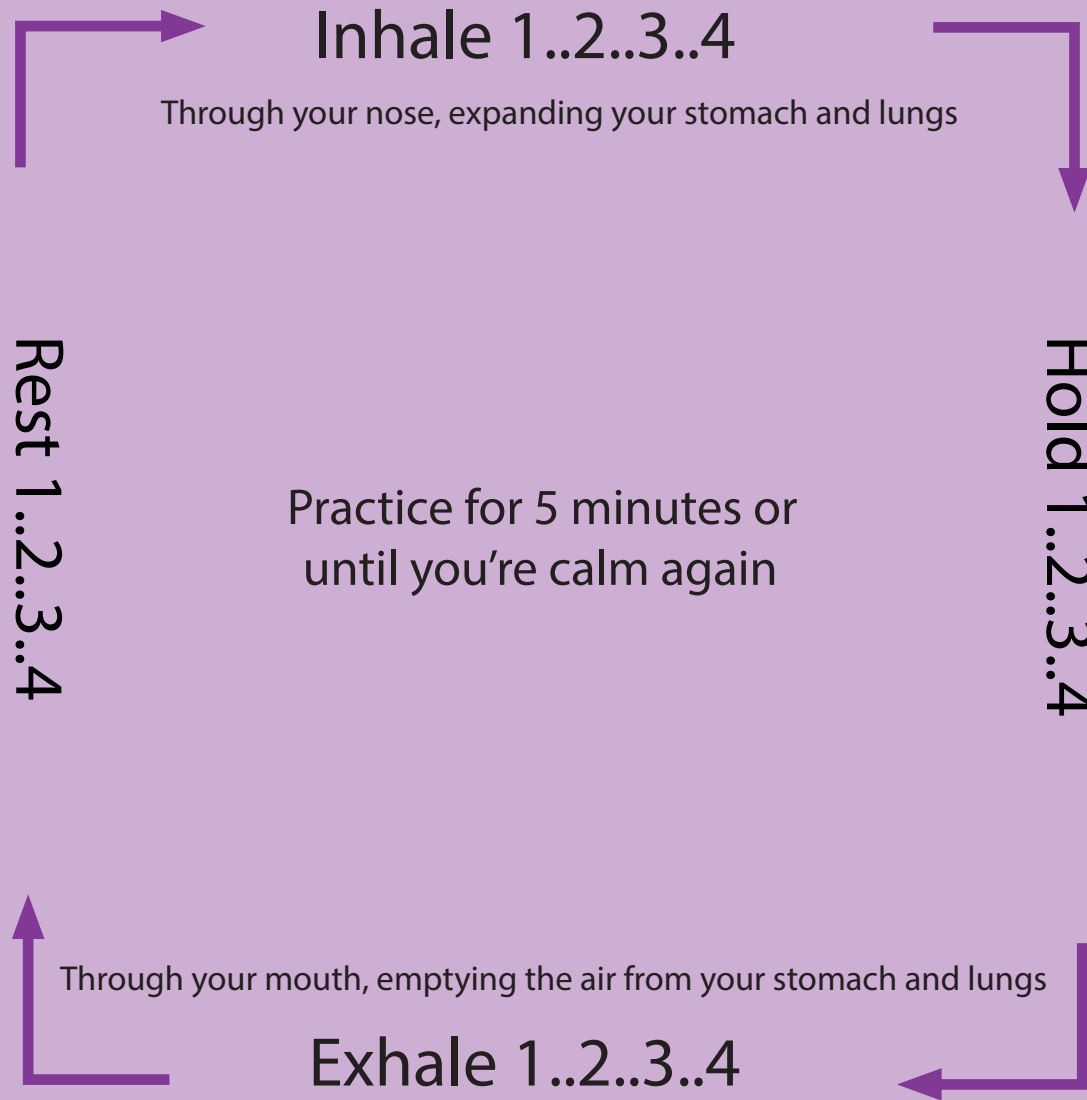 Inhale 1..2..3..4
Through your nose, expanding your stomach and lungs
Hold 1..2..3..4
Rest 1..2..3..4
Practice for 5 minutes or
until you’re calm again
Through your mouth, emptying the air from your stomach and lungs
Exhale 1..2..3..4